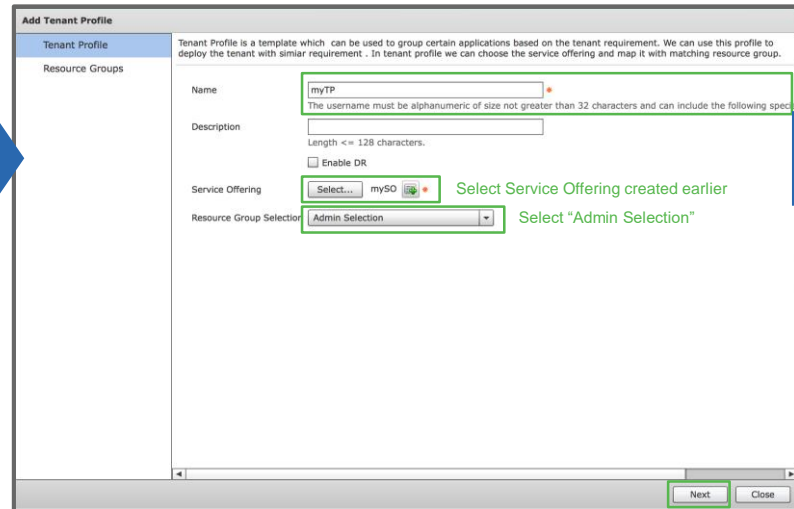 Add Tenant Profile
Tenant Profile
Resource Groups
Tenant Profile is a template which can be used to group certain applications based on the tenant requirement. We can use this profile to
deploy the tenant with simiar requirement . In tenant profile we can choose the service offering and map it with matching resource group.
Name
myTP
The username must be alphanumeric of size not greater than 32 characters and can include the following speci
Description
Length <= 128 characters.
Enable DR
Service Offering
Select... mySO
Select Service Offering created earlier
Resource Group Selection
Admin Selection
Select “Admin Selection”
Next
Close